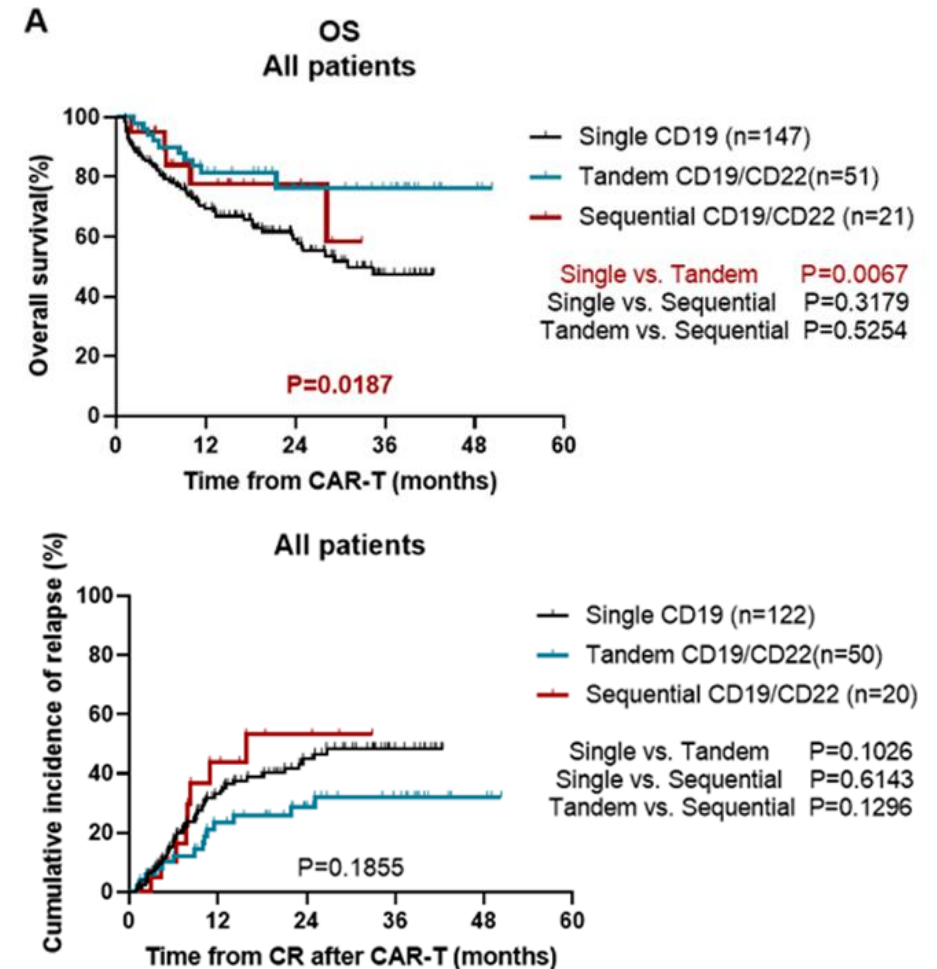 A
OS
All patients
Overall survival(%)
100
80
60
40
20
0
0 12 24 36 48 60
Time from CAR-T (months)
P=0.0187
Single CD19 (n=147)
Tandem CD19/CD22(n=51)
Sequential CD19/CD22 (n=21)
Single vs. Tandem P=0.0067
Single vs. Sequential P=0.3179
Tandem vs. Sequential P=0.5254
All patients
Cumulative incidence of relapse (%)
100
80
60
40
20
0
0 12 24 36 48 60
Time from CR after CAR-T (months)
P=0.1855
Single CD19 (n=122)
Tandem CD19/CD22(n=50)
Sequential CD19/CD22 (n=20)
Single vs. Tandem P=0.1026
Single vs. Sequential P=0.6143
Tandem vs. Sequential P=0.1296